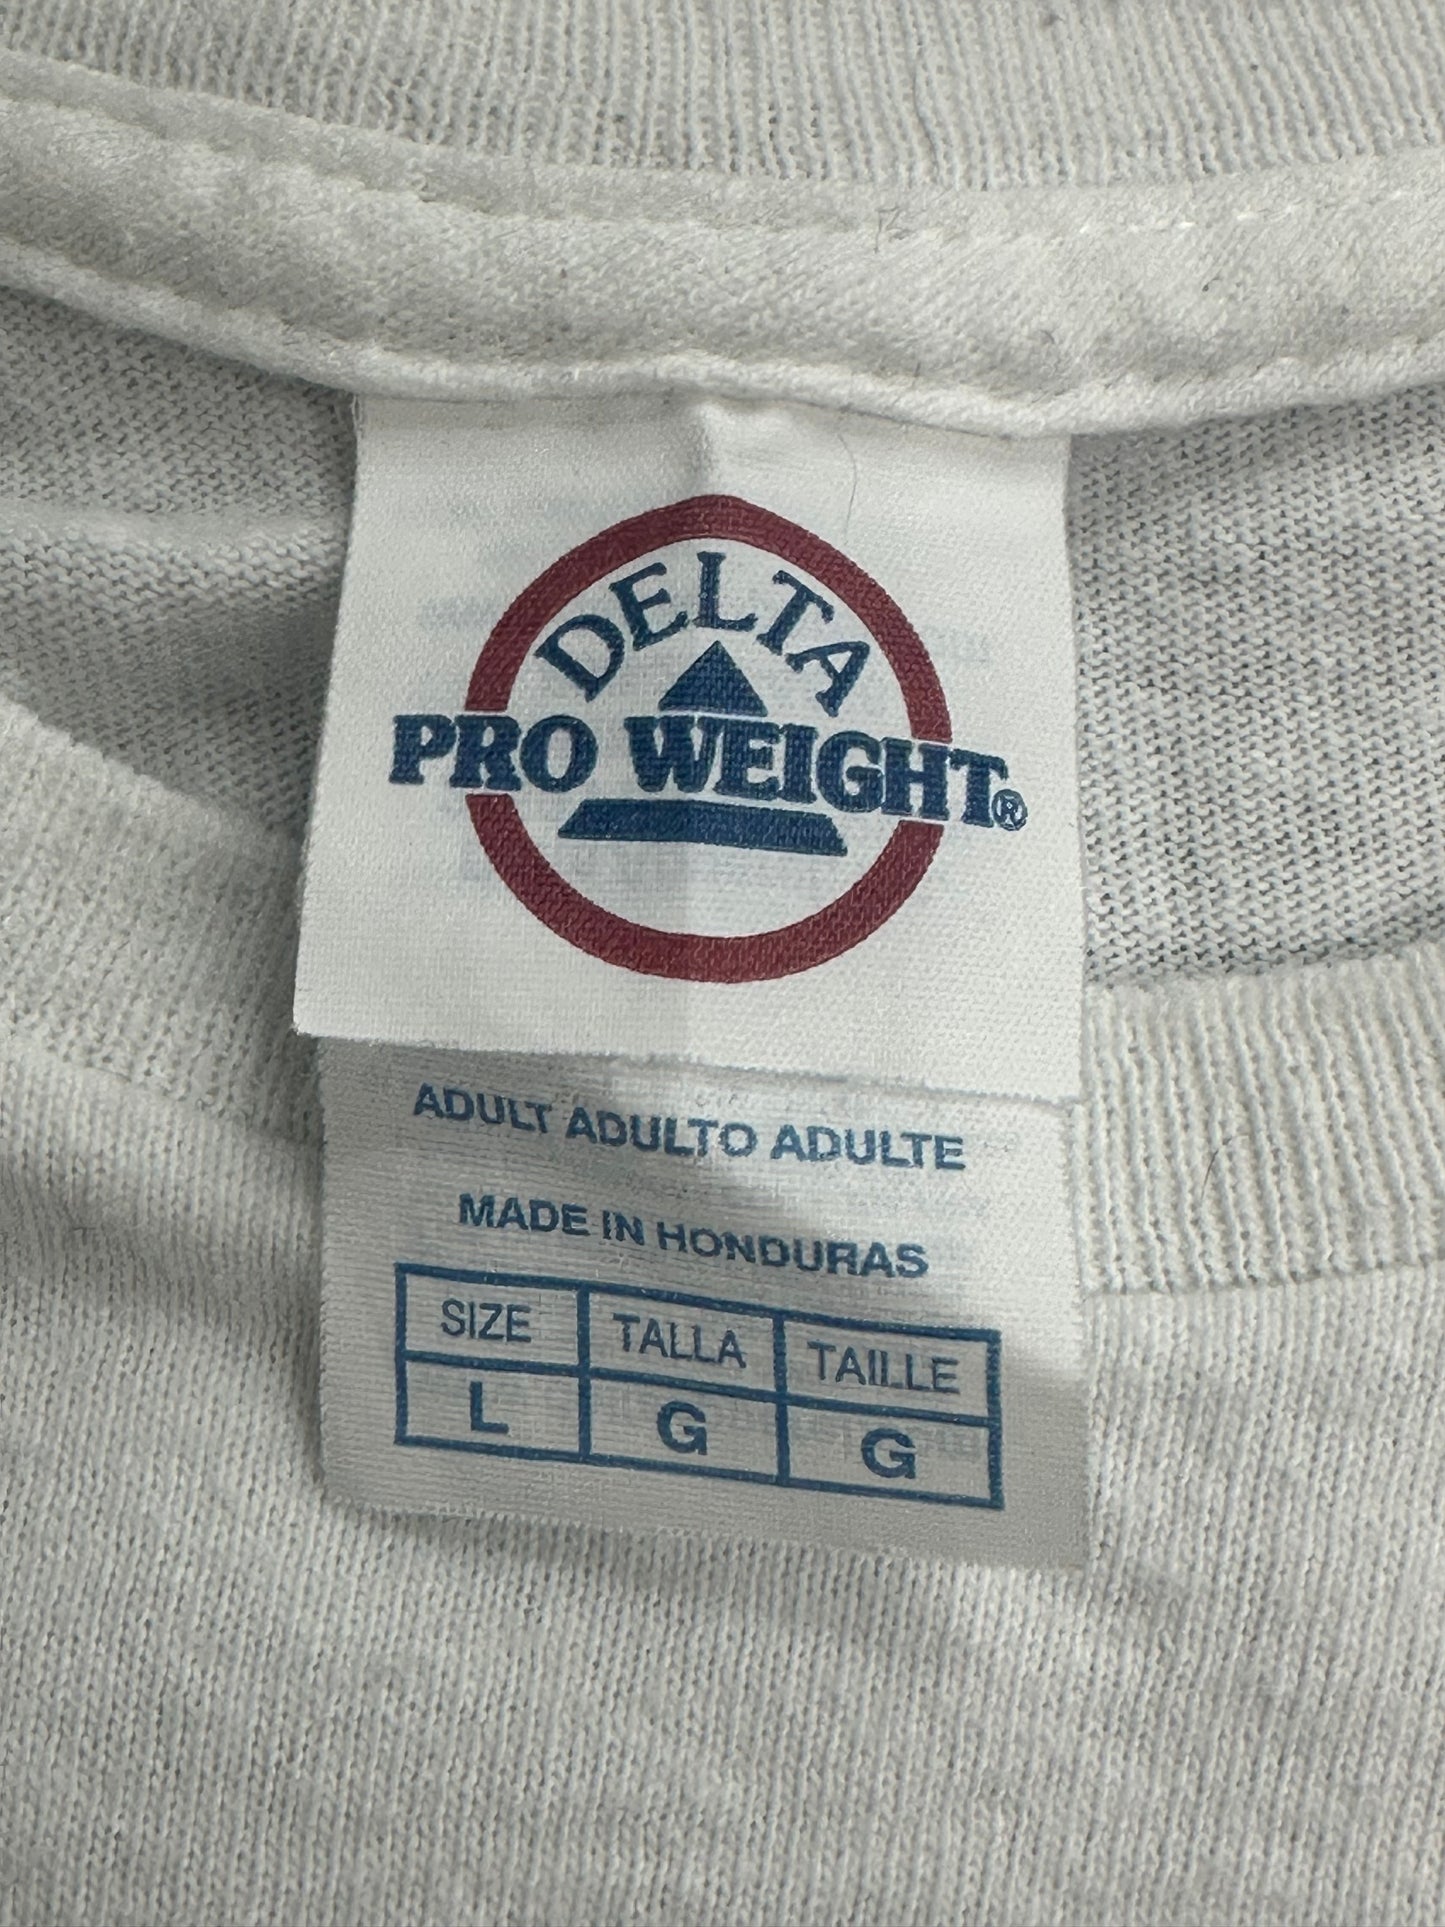 DELTA
PRO WEIGHT®
ADULT ADULTO ADULTE
MADE IN HONDURAS
SIZE TALLA TAILLE
L G G